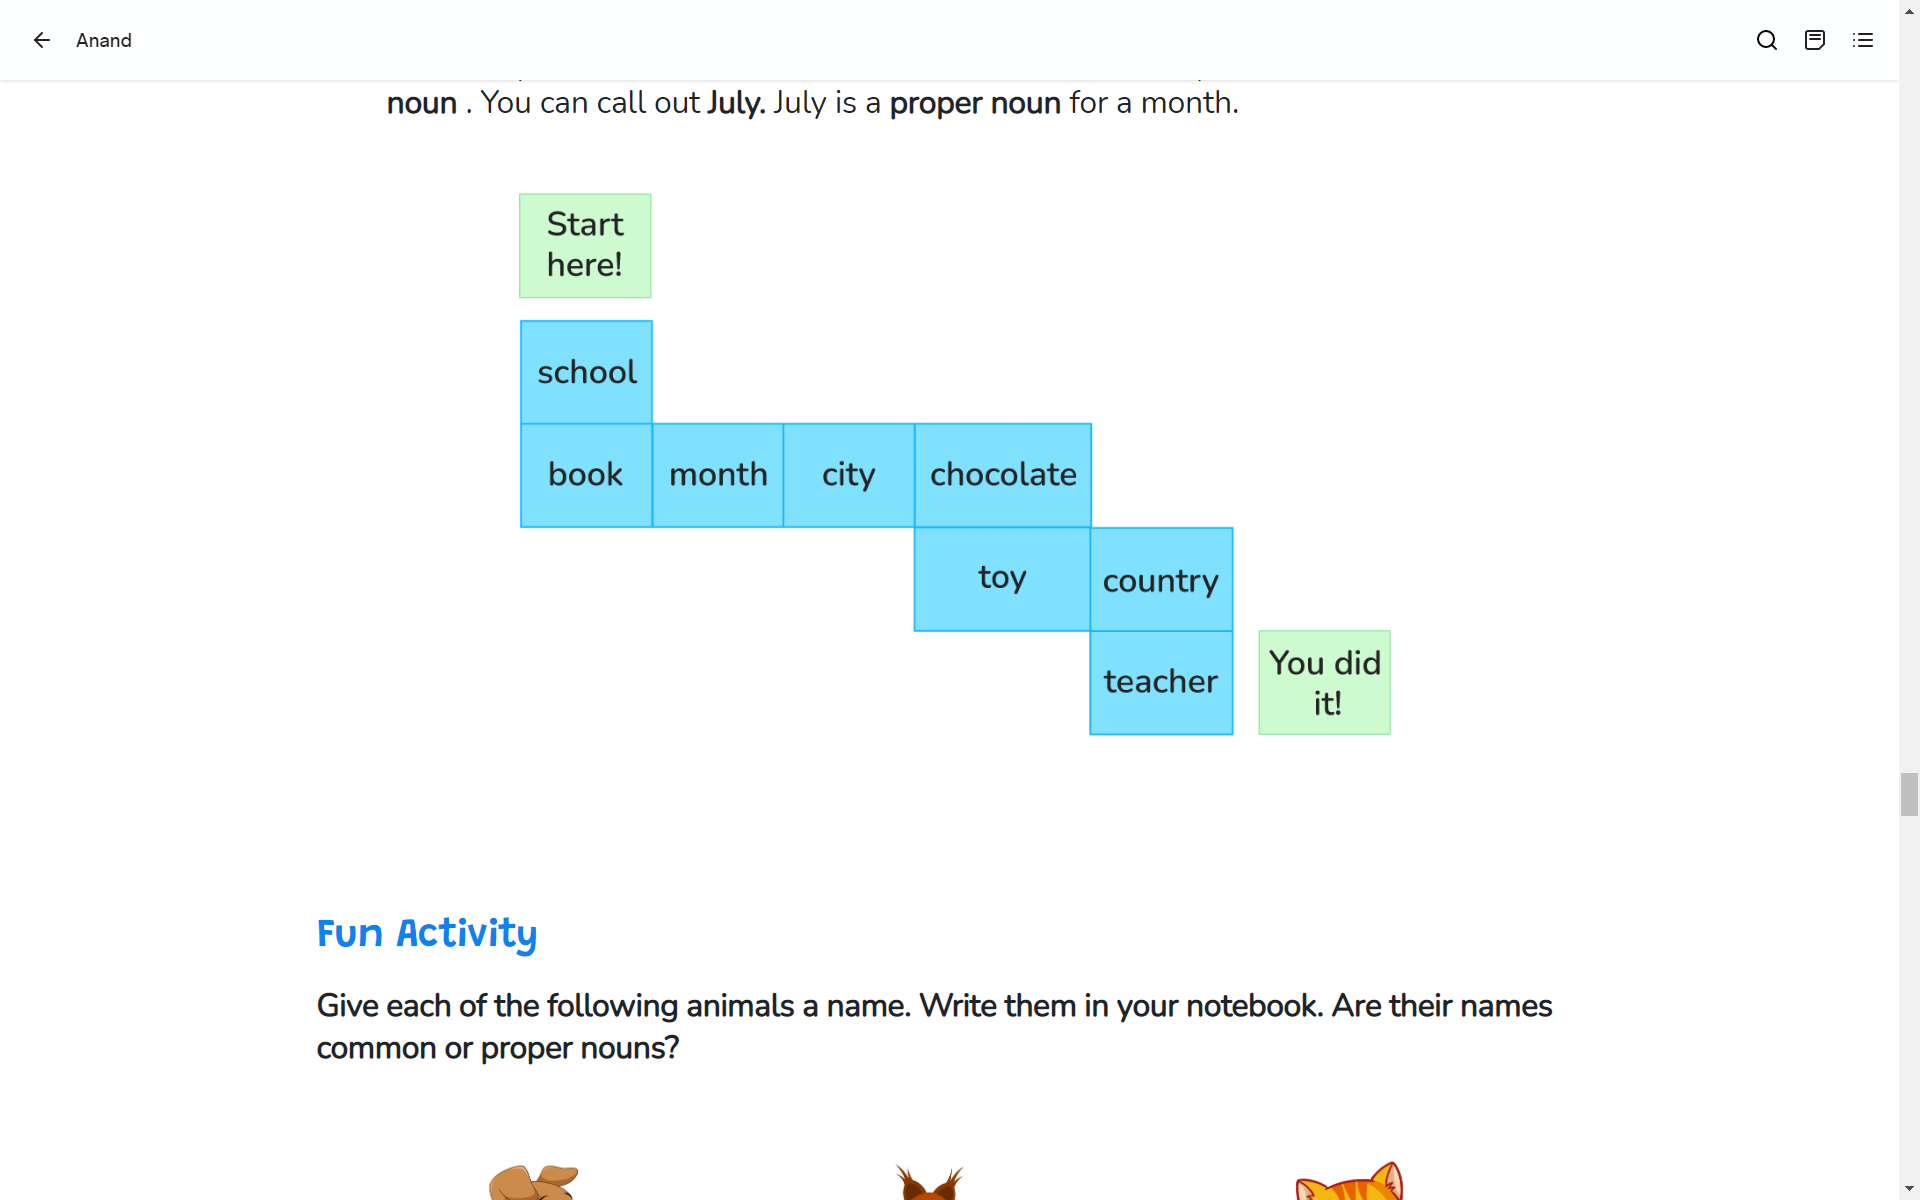 Anand
noun . You can call out July. July is a proper noun for a month.
Start
here!
school
book month city chocolate
toy country
teacher
You did
it!
Fun Activity
Give each of the following animals a name. Write them in your notebook. Are their names
common or proper nouns?